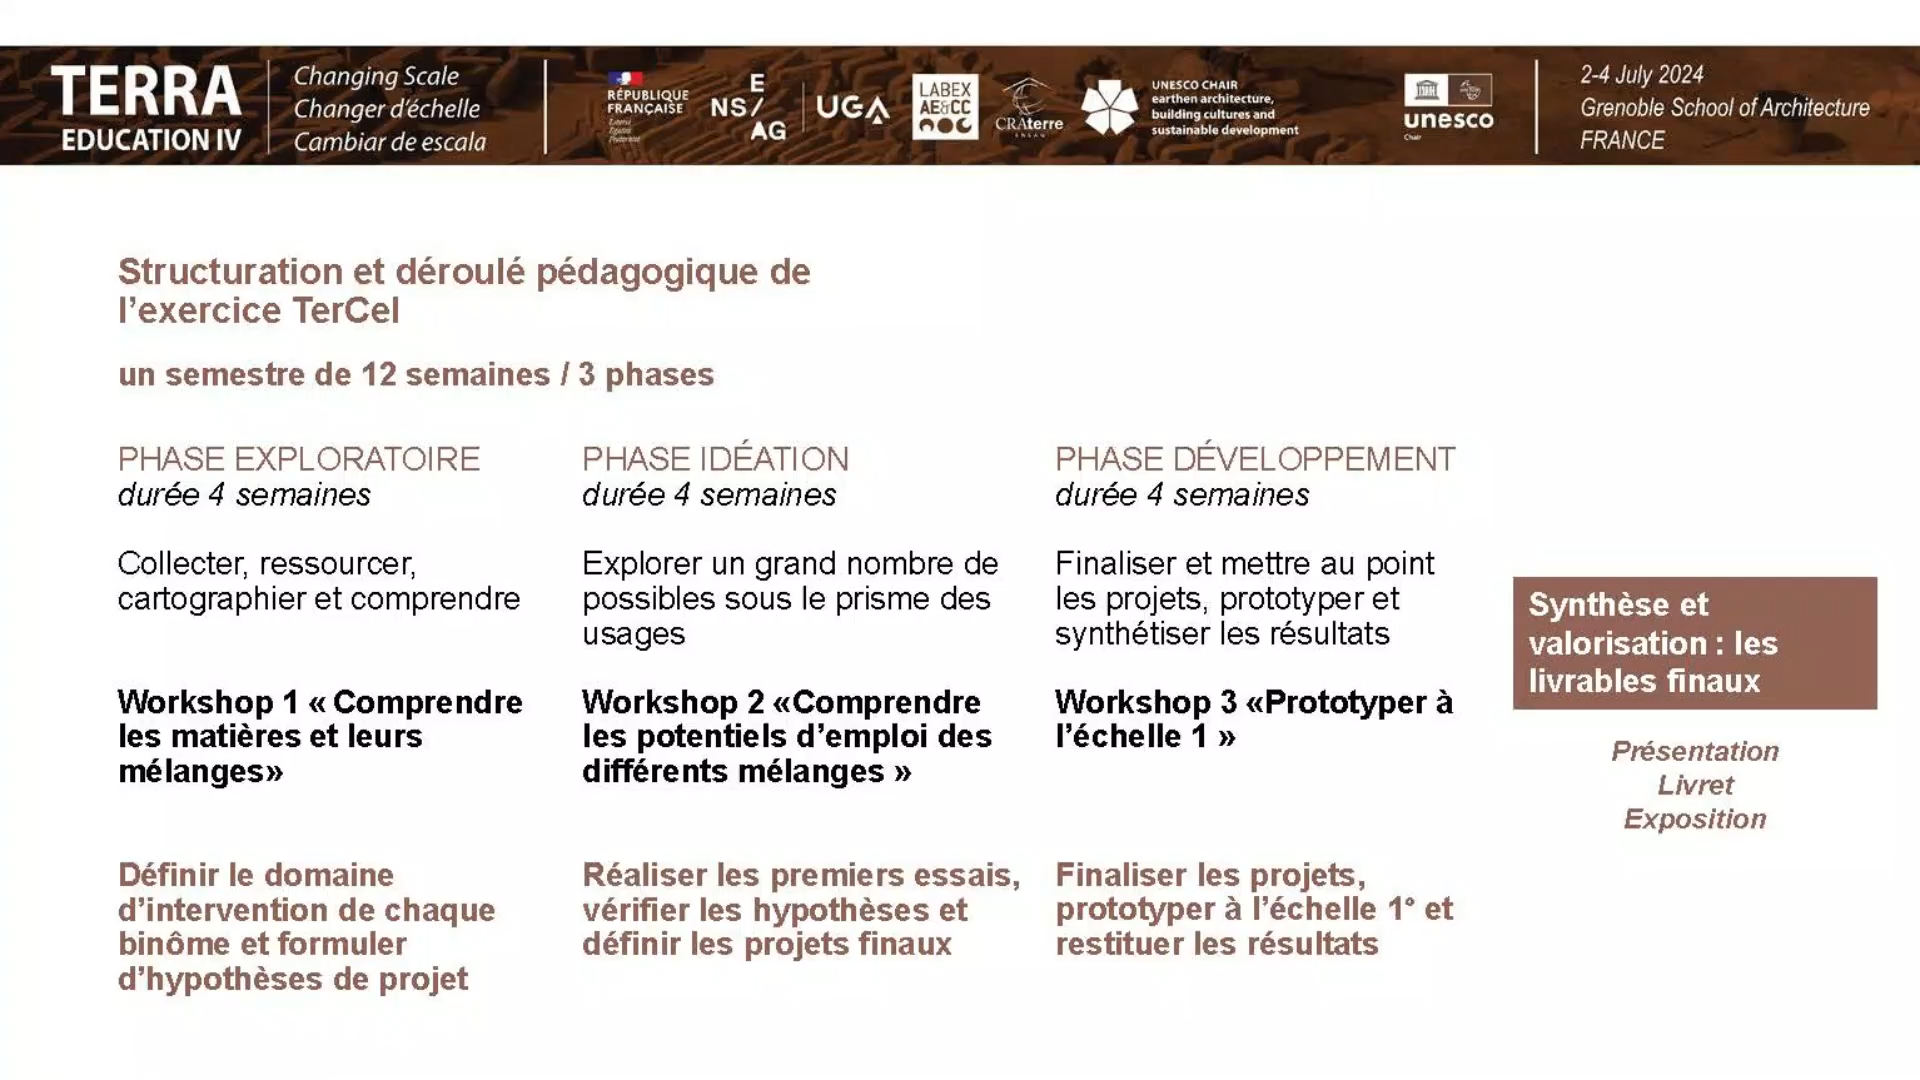 TERRA
EDUCATION IV
Changing Scale
Changer d'échelle
Cambiar de escala
RÉPUBLIQUE
FRANÇAISE
Liberté
Égalité
Fraternité
E
NS/
AG
UGA
LABEX
AE&CC
CRAterre
ENSAG
UNESCO CHAIR
earthen architecture,
building cultures and
sustainable development
unesco
Chair
2-4 July 2024
Grenoble School of Architecture
FRANCE
Structuration et déroulé pédagogique de
l'exercice TerCel
un semestre de 12 semaines / 3 phases
PHASE EXPLORATOIRE
durée 4 semaines
Collecter, ressourcer,
cartographier et comprendre
Workshop 1 « Comprendre
les matières et leurs
mélanges»
Définir le domaine
d'intervention de chaque
binôme et formuler
d'hypothèses de projet
PHASE IDÉATION
durée 4 semaines
Explorer un grand nombre de
possibles sous le prisme des
usages
Workshop 2 «Comprendre
les potentiels d'emploi des
différents mélanges »
Réaliser les premiers essais,
vérifier les hypothèses et
définir les projets finaux
PHASE DÉVELOPPEMENT
durée 4 semaines
Finaliser et mettre au point
les projets, prototyper et
synthétiser les résultats
Workshop 3 «Prototyper à
l'échelle 1 »
Finaliser les projets,
prototyper à l'échelle 1° et
restituer les résultats
Synthèse et
valorisation : les
livrables finaux
Présentation
Livret
Exposition